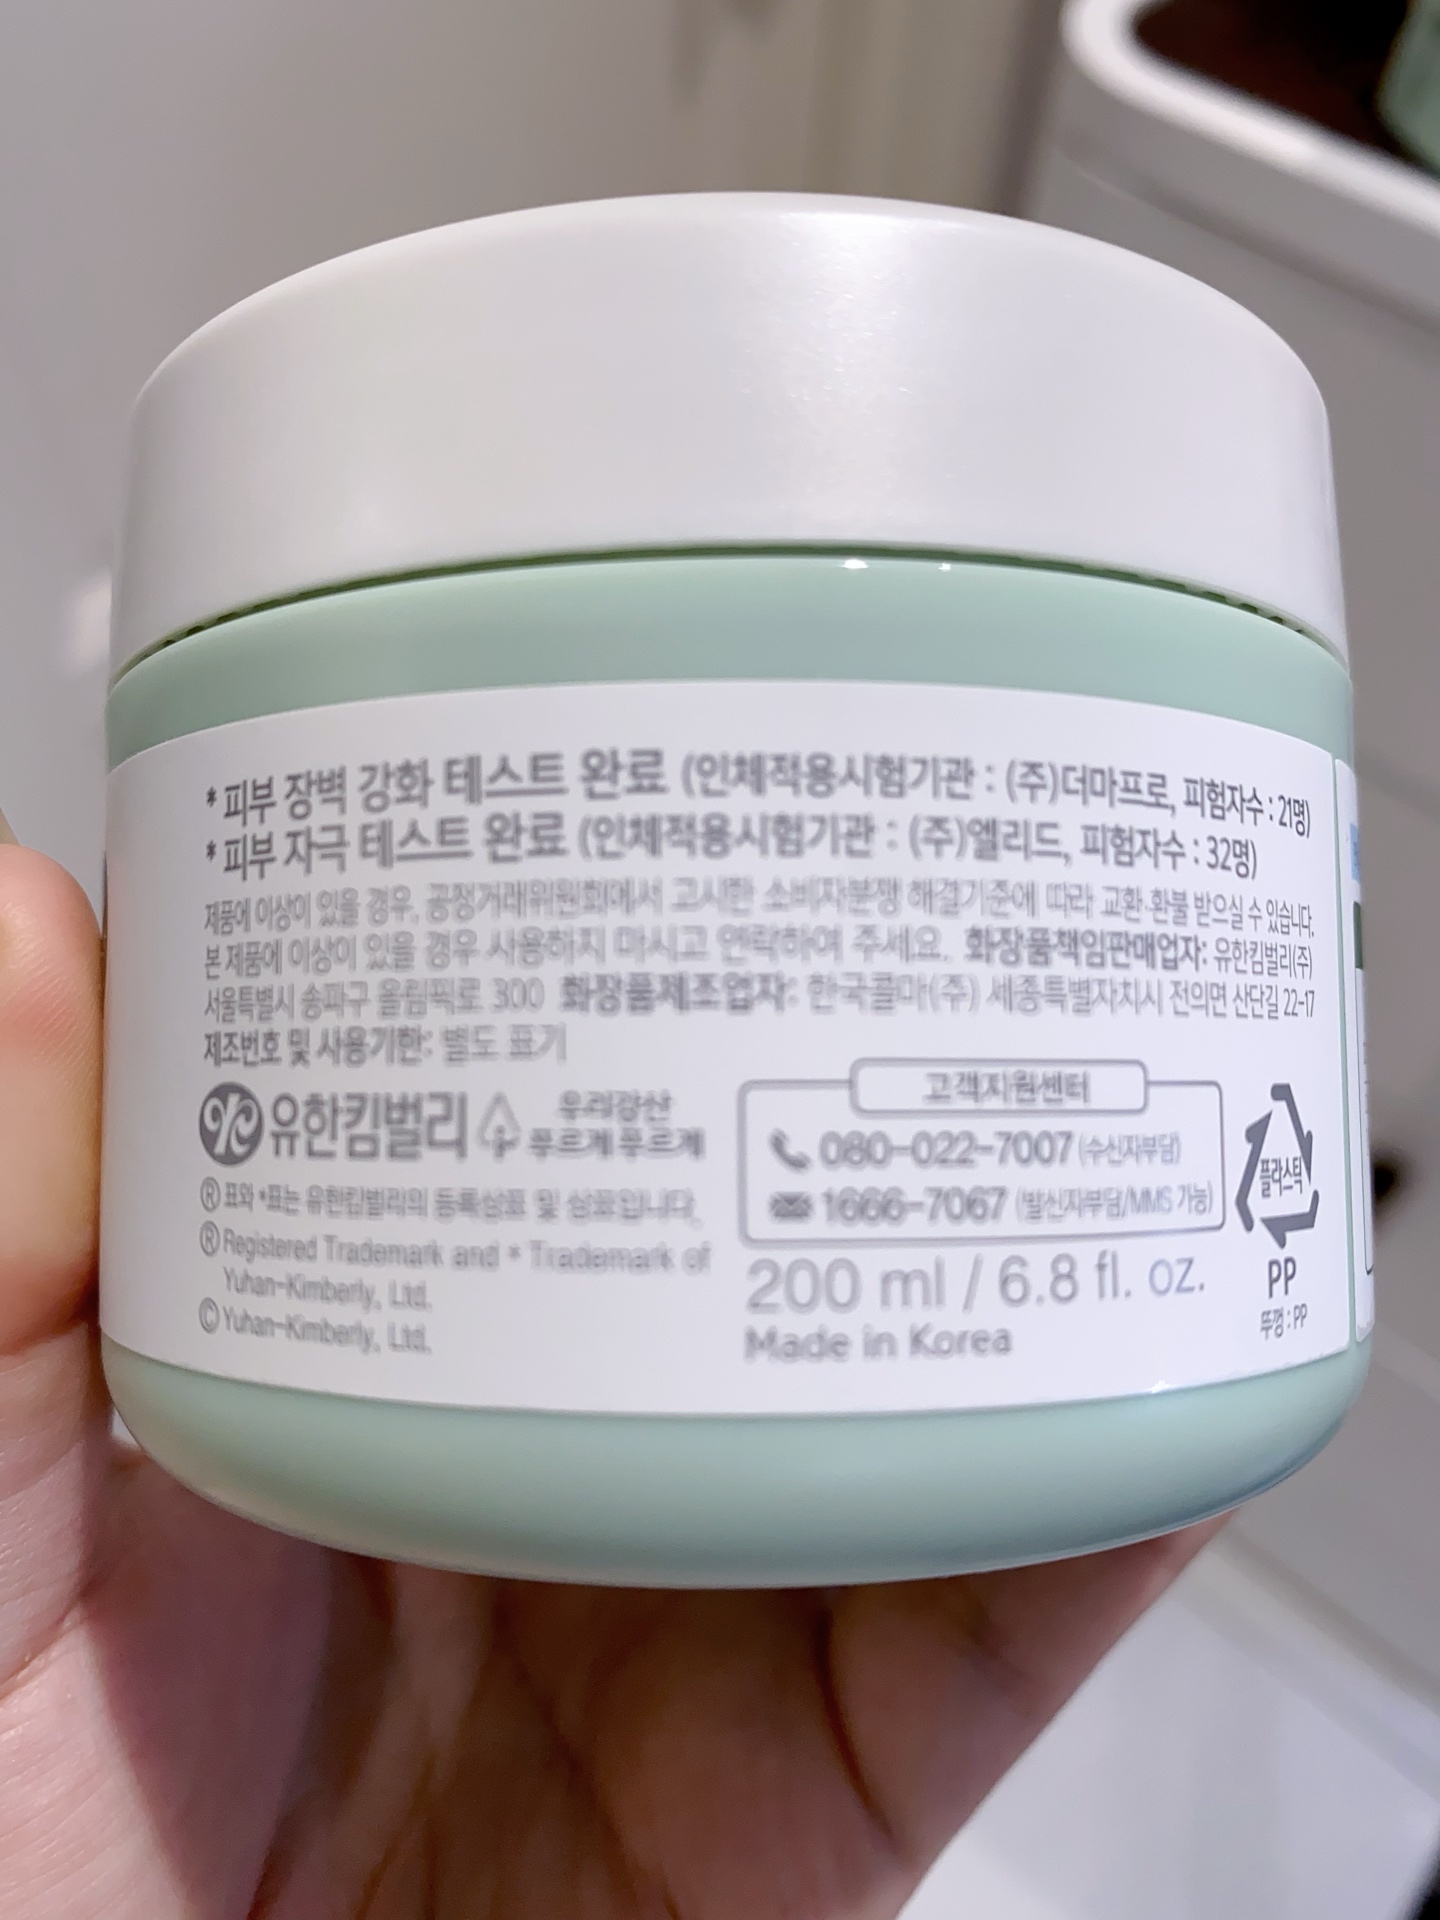 * 피부 장벽 강화 테스트 완료 (인체적용시험기관 : (주)더마프로, 피험자수 : 21명)
* 피부 자극 테스트 완료 (인체적용시험기관 : (주)엘리드, 피험자수 : 32명)
제품에 이상이 있을 경우, 공정거래위원회에서 고시한 소비자분쟁 해결기준에 따라 교환·환불 받으실 수 있습니다.
본 제품에 이상이 있을 경우 사용하지 마시고 연락하여 주세요. 화장품책임판매업자: 유한킴벌리(주)
서울특별시 송파구 올림픽로 300 화장품제조업자: 한국콜마(주) 세종특별자치시 전의면 산단길 22-17
제조번호 및 사용기한: 별도 표기
유한킴벌리
우리강산
푸르게 푸르게
® 표와 *표는 유한킴벌리의 등록상표 및 상표입니다.
® Registered Trademark and * Trademark of
Yuhan-Kimberly, Ltd.
© Yuhan-Kimberly, Ltd.
고객지원센터
080-022-7007 (수신자부담)
1666-7067 (발신자부담/MMS 가능)
200 ml / 6.8 fl. oz.
Made in Korea
플라스틱
PP
뚜껑 : PP